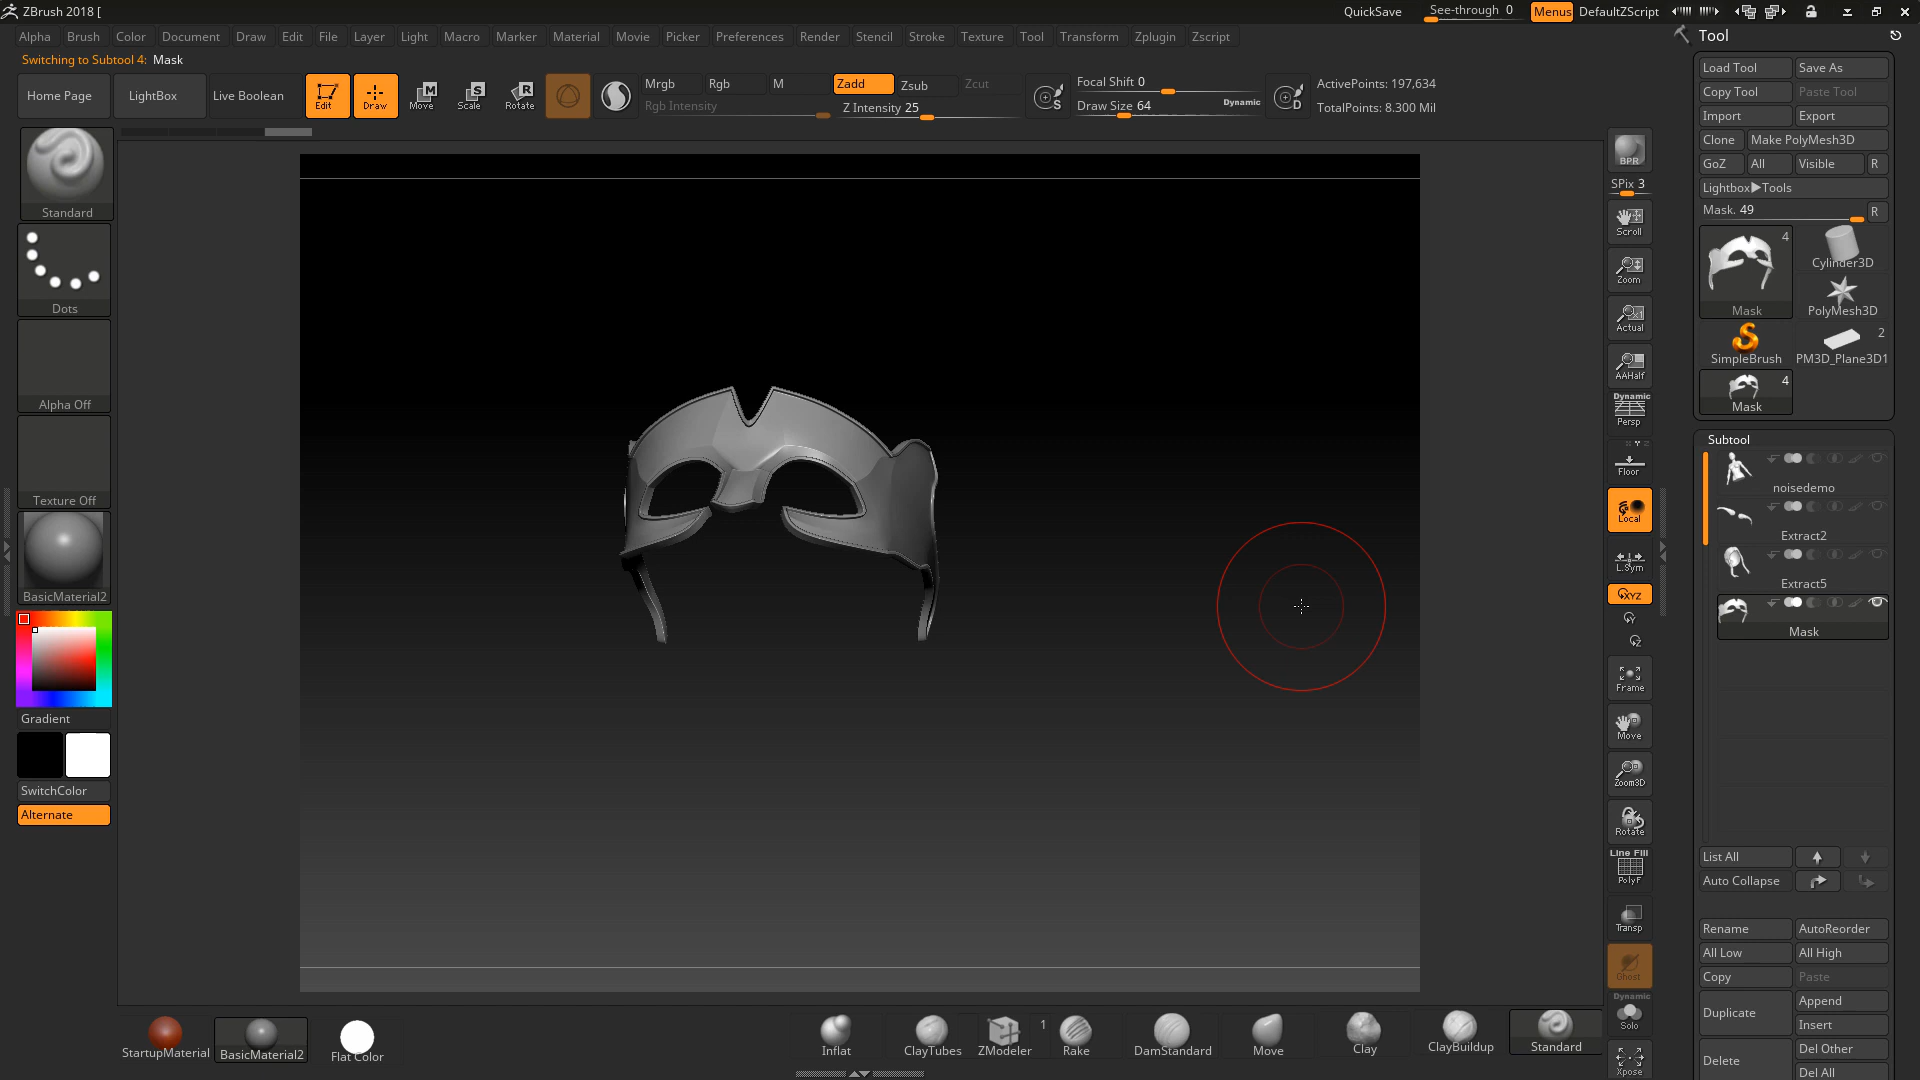 ZBrush 2018 [
QuickSave
See-through 0
Menus
DefaultZScript
Alpha Brush Color Document Draw Edit File Layer Light Macro Marker Material Movie Picker Preferences Render Stencil Stroke Texture Tool Transform Zplugin Zscript
Tool
Switching to Subtool 4: Mask
Home Page
LightBox
Live Boolean
Edit
Draw
Move
Scale
Rotate
Mrgb Rgb M
Rgb Intensity
Zadd Zsub Zcut
Z Intensity 25
Focal Shift 0
Draw Size 64
Dynamic
S
D
ActivePoints: 197,634
TotalPoints: 8.300 Mil
Load Tool
Save As
Copy Tool
Paste Tool
Import
Export
Clone
Make PolyMesh3D
GoZ
All
Visible
R
Lightbox▶Tools
Mask. 49
R
4
Mask
Cylinder3D
PolyMesh3D
SimpleBrush
2
PM3D_Plane3D1
4
Mask
Subtool
noisedemo
Extract2
Extract5
Mask
List All
Auto Collapse
Rename
AutoReorder
All Low
All High
Copy
Paste
Duplicate
Append
Insert
Delete
Del Other
Del All
Standard
Dots
Alpha Off
Texture Off
BasicMaterial2
Gradient
SwitchColor
Alternate
BPR
SPix 3
Scroll
Zoom
Actual
AAHalf
Dynamic
Persp
Floor
Local
L.Sym
XYZ
Y
Z
Frame
Move
Zoom3D
Rotate
Line Fill
PolyF
Transp
Ghost
Dynamic
Solo
Xpose
StartupMaterial
BasicMaterial2
Flat Color
Inflat
ClayTubes
ZModeler
1
Rake
DamStandard
Move
Clay
ClayBuildup
Standard